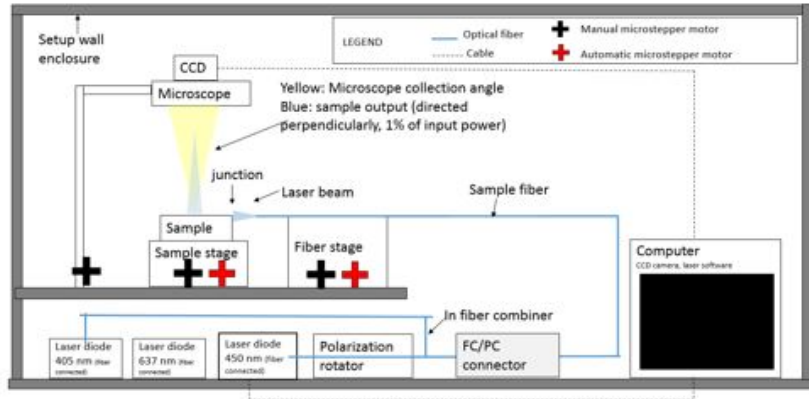 Setup wall
enclosure
CCD
Microscope
LEGEND
Optical fiber
Cable
Manual microstepper motor
Automatic microstepper motor
Yellow: Microscope collection angle
Blue: sample output (directed
perpendicularly, 1% of input power)
junction
Laser beam
Sample fiber
Sample
Sample stage
Fiber stage
Computer
CCD camera, laser software
In fiber combiner
Laser diode
405 nm (Fiber
connected)
Laser diode
637 nm (Fiber
connected)
Laser diode
450 nm (Fiber
connected)
Polarization
rotator
FC/PC
connector